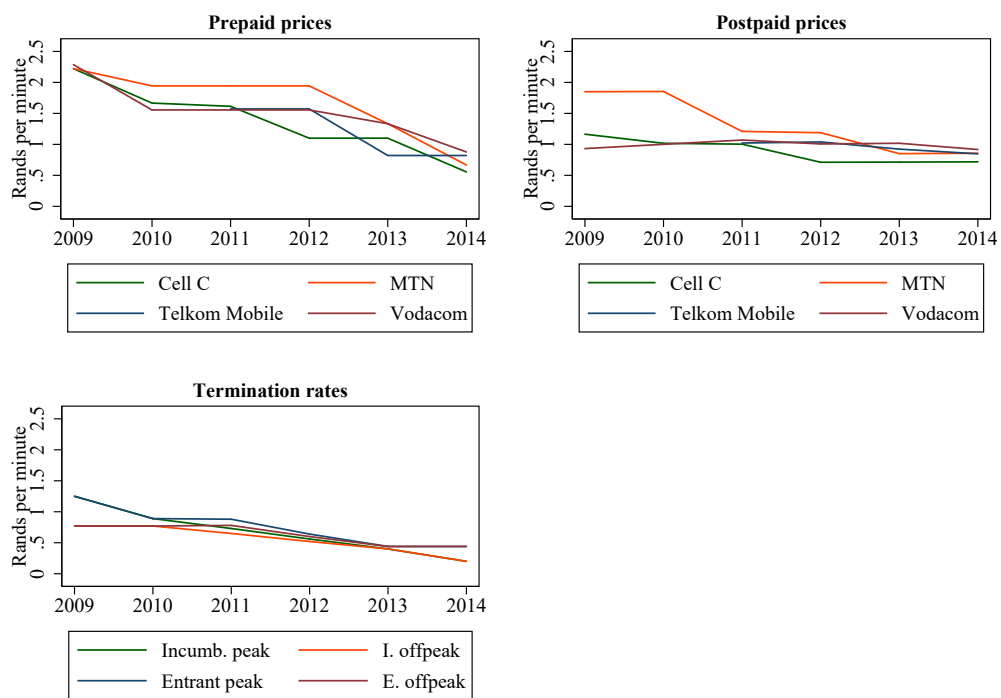 Prepaid prices
Rands per minute
0 .5 1 1.5 2 2.5
2009 2010 2011 2012 2013 2014
Cell C MTN
Telkom Mobile Vodacom
Postpaid prices
Rands per minute
0 .5 1 1.5 2 2.5
2009 2010 2011 2012 2013 2014
Cell C MTN
Telkom Mobile Vodacom
Termination rates
Rands per minute
0 .5 1 1.5 2 2.5
2009 2010 2011 2012 2013 2014
Incumb. peak I. offpeak
Entrant peak E. offpeak